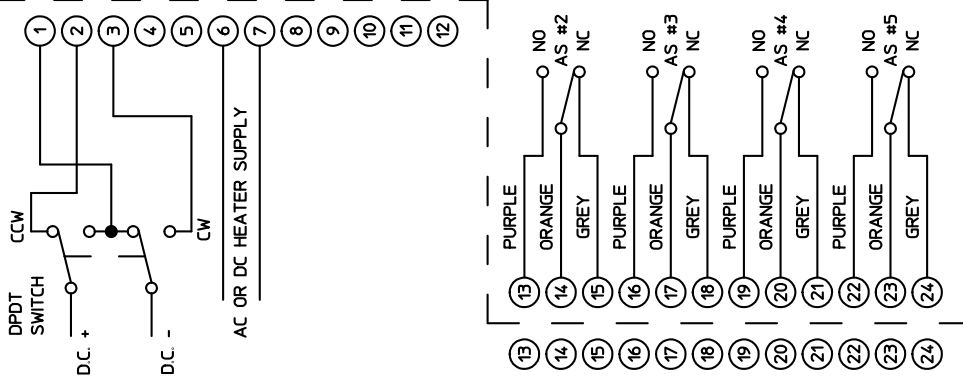 1 2 3 4 5 6 7 8 9 10 11 12
CCW
CW
DPDT
SWITCH
D.C. +
D.C. -
AC OR DC HEATER SUPPLY
NO
AS #2
NC
NO
AS #3
NC
NO
AS #4
NC
NO
AS #5
NC
PURPLE
ORANGE
GREY
PURPLE
ORANGE
GREY
PURPLE
ORANGE
GREY
PURPLE
ORANGE
GREY
13 14 15 16 17 18 19 20 21 22 23 24
13 14 15 16 17 18 19 20 21 22 23 24